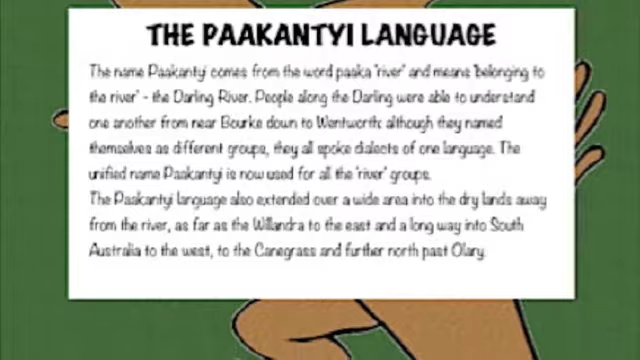 THE PAAKANTYI LANGUAGE
The name Paakantyi comes from the word paaka 'river' and means 'belonging to
the river' - the Darling River. People along the Darling were able to understand
one another from near Bourke down to Wentworth: although they named
themselves as different groups, they all spoke dialects of one language. The
unified name Paakantyi is now used for all the 'river' groups.
The Paakantyi language also extended over a wide area into the dry lands away
from the river, as far as the Willandra to the east and a long way into South
Australia to the west, to the Canegrass and further north past Olary.